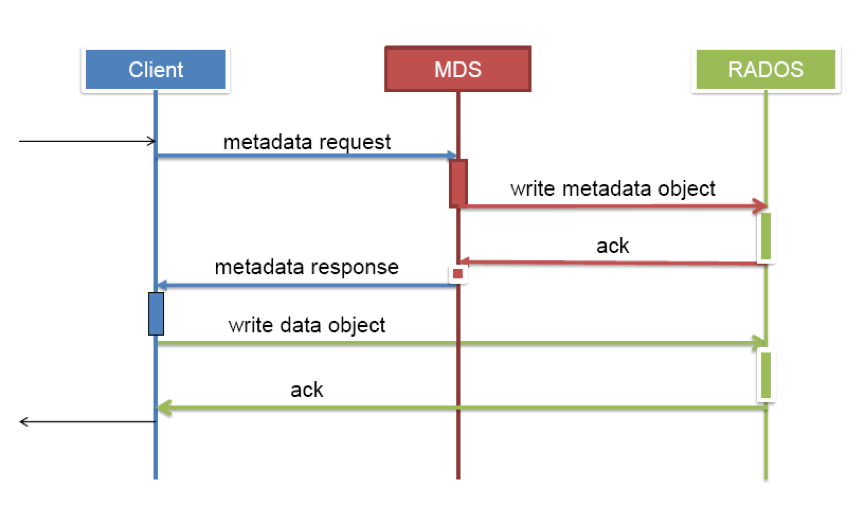 Client
MDS
RADOS
metadata request
write metadata object
ack
metadata response
write data object
ack